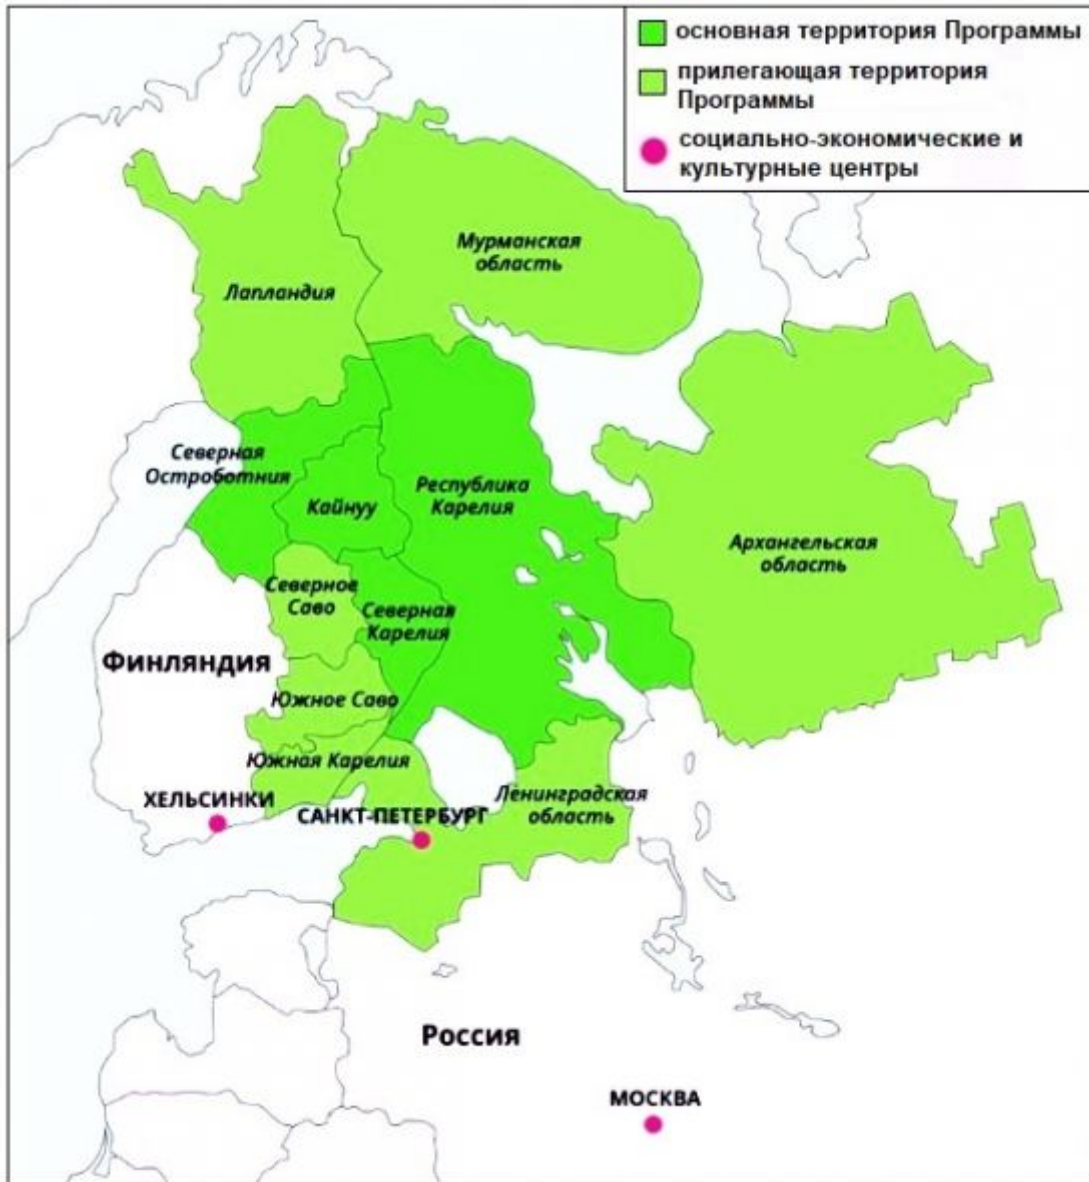 основная территория Программы
прилегающая территория
Программы
социально-экономические и
культурные центры
Мурманская
область
Лапландия
Северная
Остроботния
Кайнуу
Республика
Карелия
Архангельская
область
Северное
Саво
Северная
Карелия
Финляндия
Южное Саво
Южная Карелия
ХЕЛЬСИНКИ
САНКТ-ПЕТЕРБУРГ
Ленинградская
область
Россия
МОСКВА